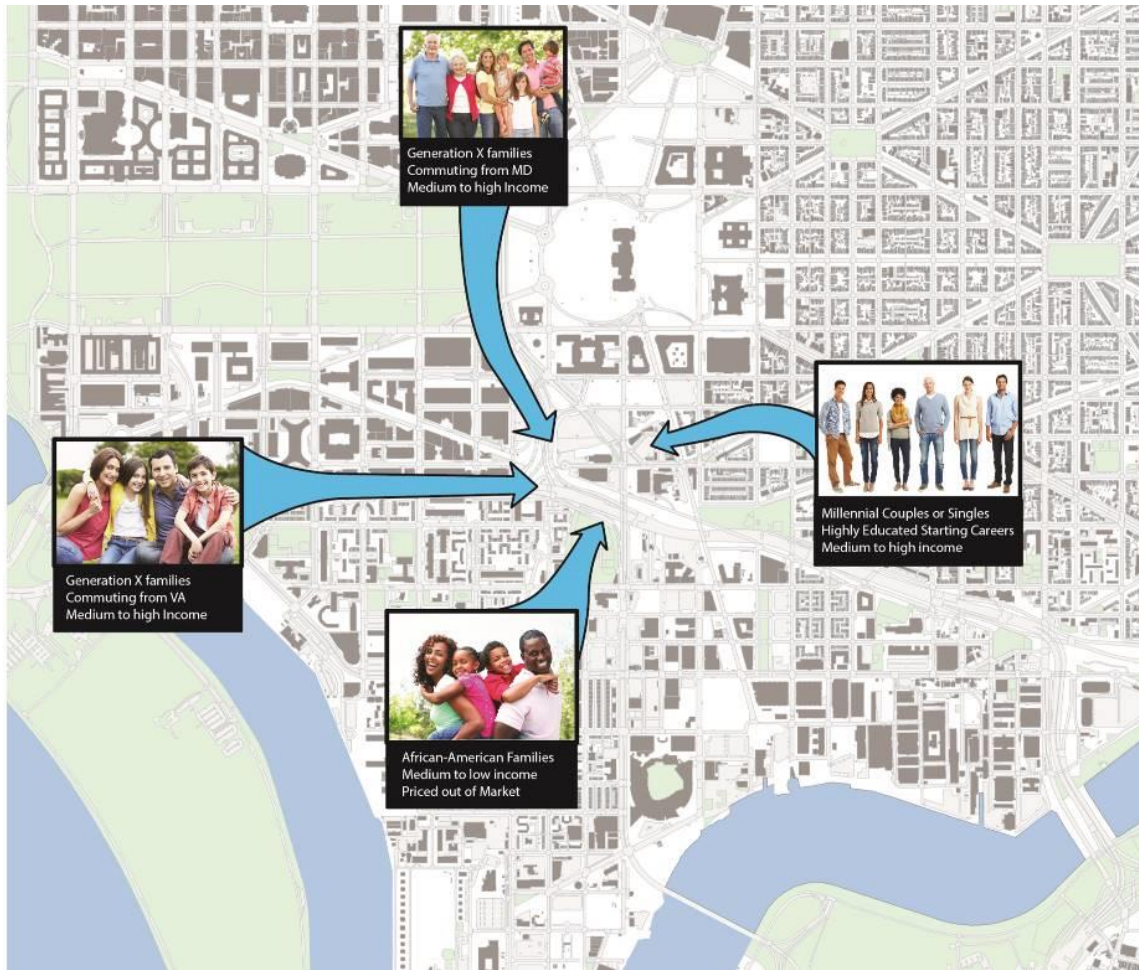 Generation X families
Commuting from MD
Medium to high Income
Millennial Couples or Singles
Highly Educated Starting Careers
Medium to high income
Generation X families
Commuting from VA
Medium to high Income
African-American Families
Medium to low income
Priced out of Market